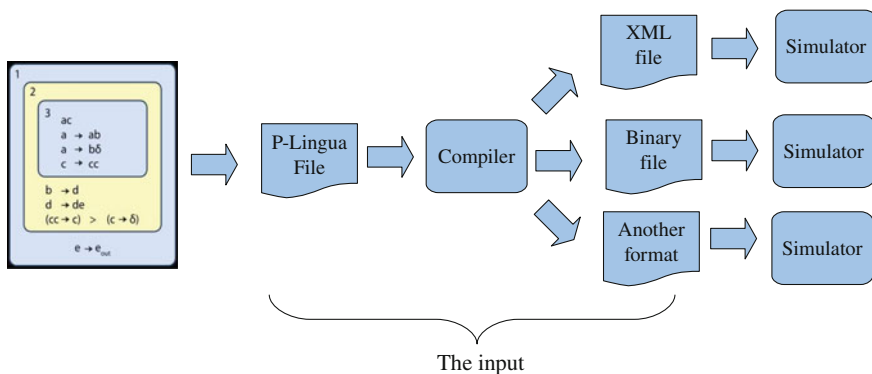 1
2
3
ac
a → ab
a → bδ
c → cc
b → d
d → de
(cc → c) > (c → δ)
e → e_out
P-Lingua
File
Compiler
XML
file
Simulator
Binary
file
Simulator
Another
format
Simulator
The input